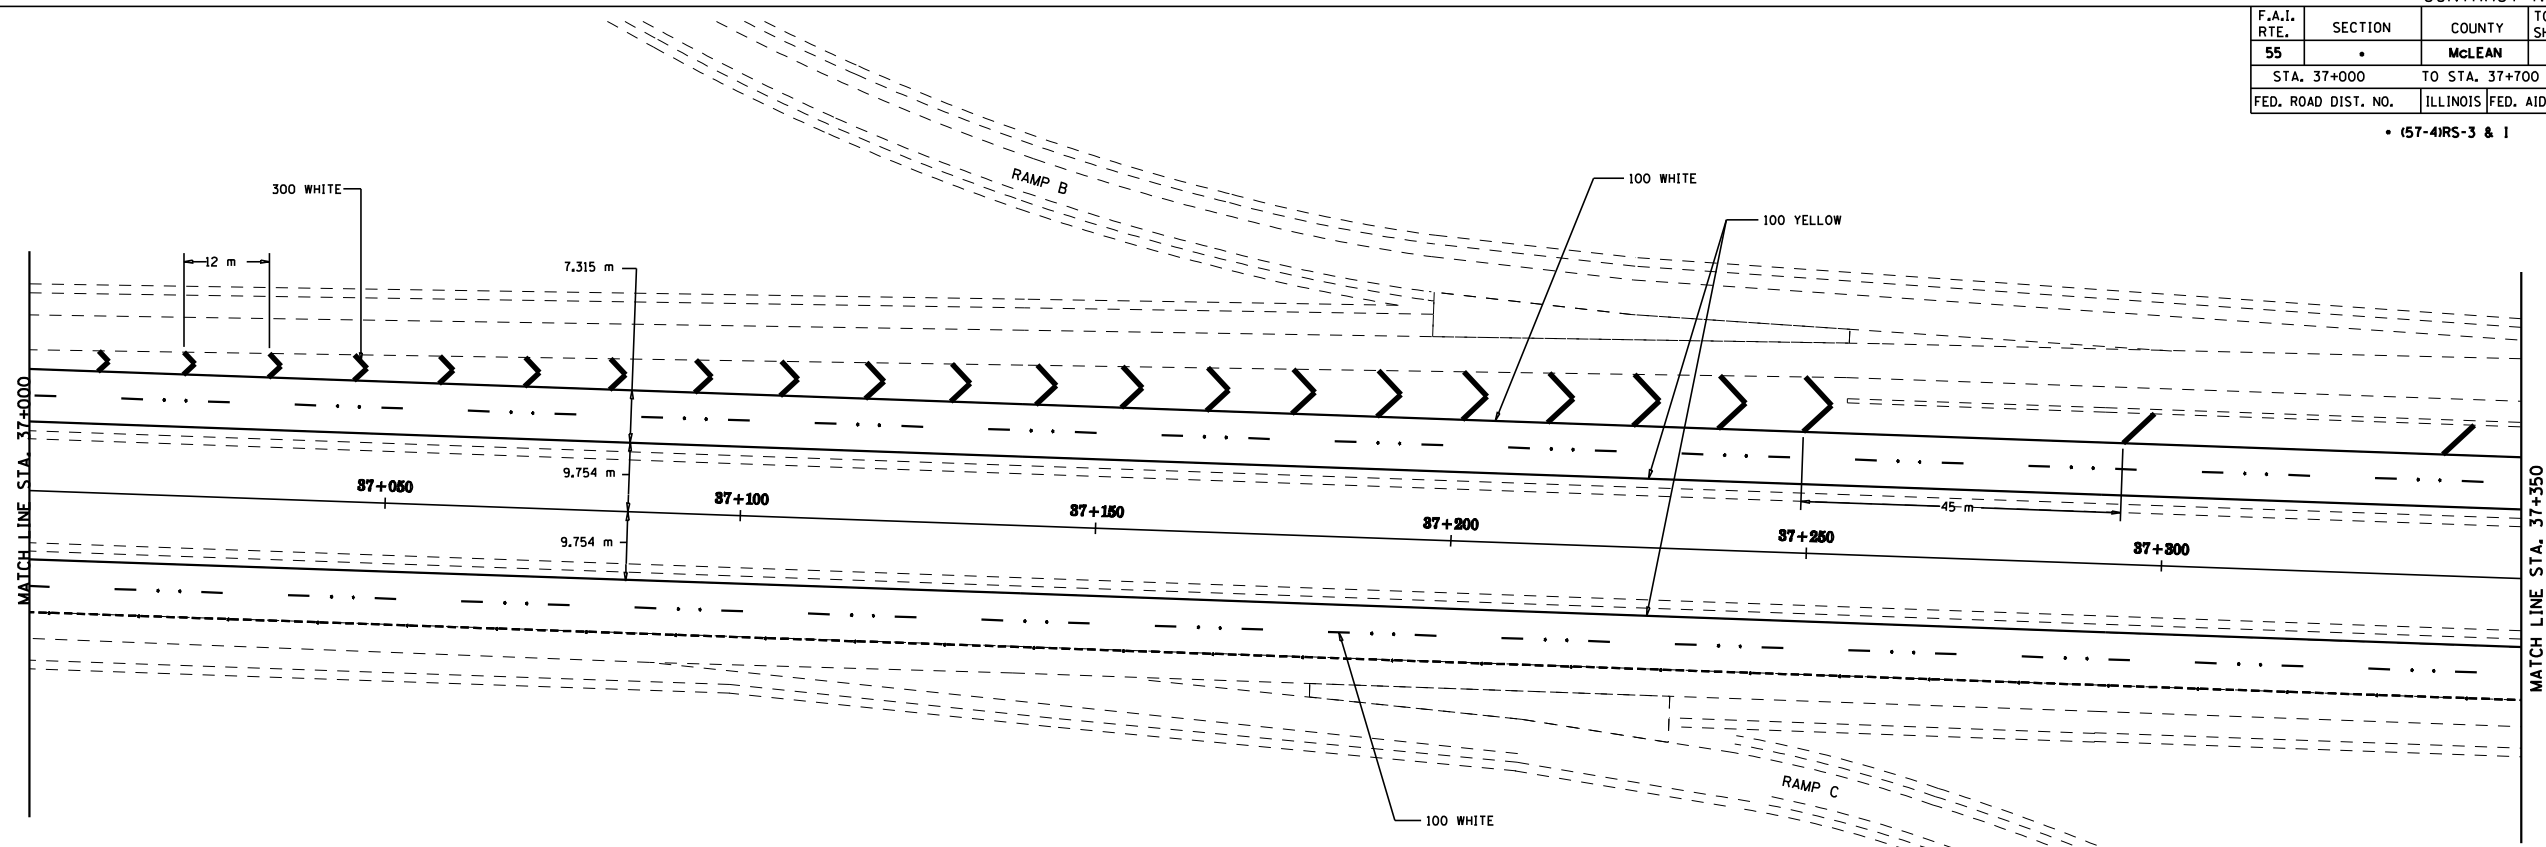 F.A.I. RTE.
SECTION
COUNTY
55
•
McLEAN
STA. 37+000 TO STA. 37+700
FED. ROAD DIST. NO.
ILLINOIS
FED. AID
• (57-4)RS-3 & I
RAMP B
100 WHITE
300 WHITE
100 YELLOW
12 m
7.315 m
MATCH LINE STA. 37+000
9.754 m
37+050
37+100
37+150
37+200
37+250
37+300
45 m
9.754 m
MATCH LINE STA. 37+350
RAMP C
100 WHITE